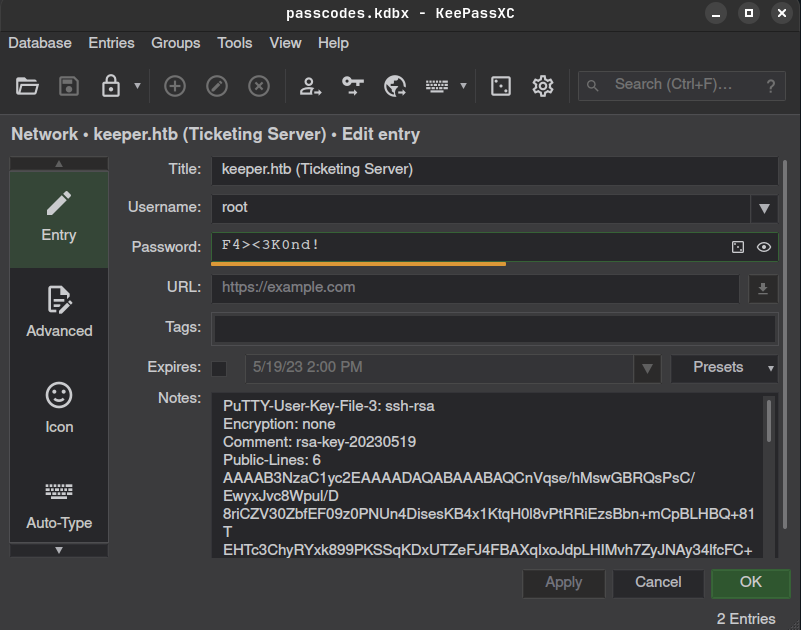 passcodes.kdbx - KeePassXC
Database Entries Groups Tools View Help
Search (Ctrl+F)... ?
Network • keeper.htb (Ticketing Server) • Edit entry
Title: keeper.htb (Ticketing Server)
Entry
Username: root
Password: F4><3K0nd!
URL: https://example.com
Advanced
Tags:
Expires: 5/19/23 2:00 PM Presets
Icon
Notes: PuTTY-User-Key-File-3: ssh-rsa
Encryption: none
Comment: rsa-key-20230519
Public-Lines: 6
AAAAB3NzaC1yc2EAAAADAQABAAABAQCnVqse/hMswGBRQsPsC/
EwyxJvc8Wpul/D
8riCZV30ZbfEF09z0PNUn4DisesKB4x1KtqH0l8vPtRRiEzsBbn+mCpBLHBQ+81
T
EHTc3ChyRYxk899PKSSqKDxUTZeFJ4FBAXqIxoJdpLHIMvh7ZyJNAy34lfcFC+
Auto-Type
Apply Cancel OK
2 Entries